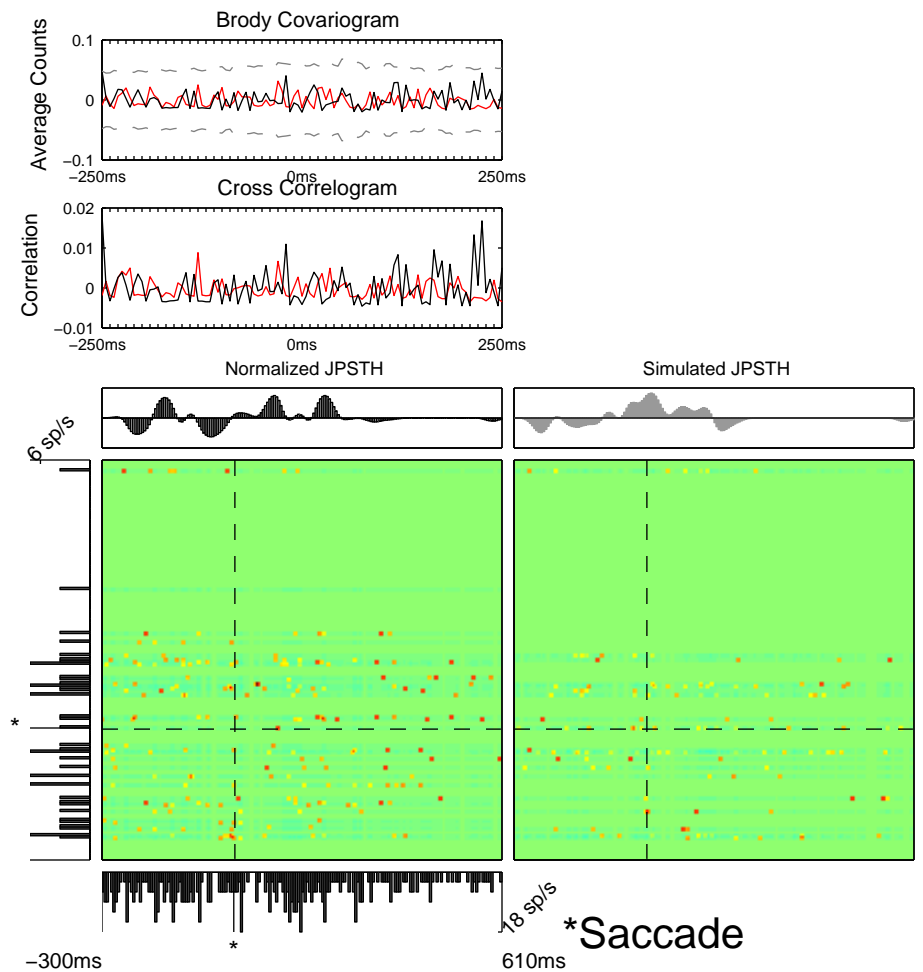 Brody Covariogram
Average Counts
0.1
0
−0.1
−250ms 0ms 250ms
Cross Correlogram
Correlation
0.02
0.01
0
−0.01
−250ms 0ms 250ms
Normalized JPSTH Simulated JPSTH
6 sp/s
*
18 sp/s
*
*Saccade
−300ms 610ms